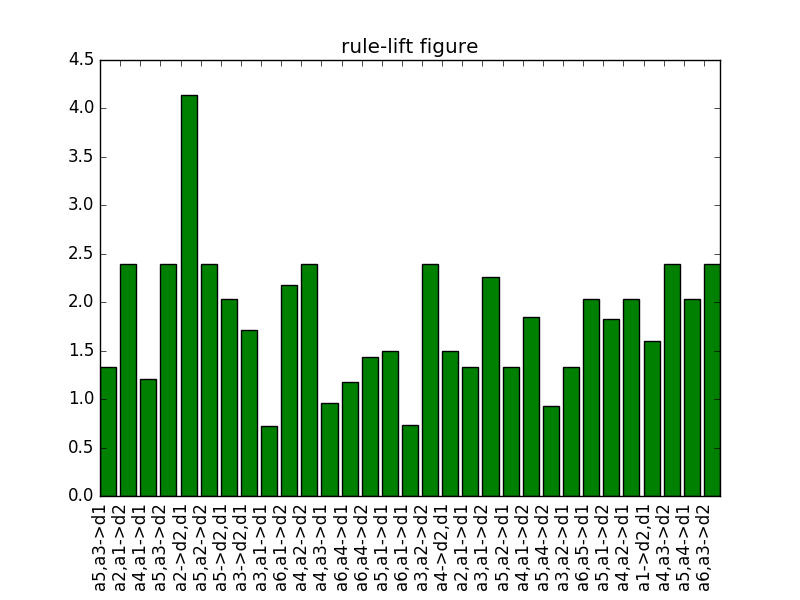 rule-lift figure
4.5
4.0
3.5
3.0
2.5
2.0
1.5
1.0
0.5
0.0
a5,a3->d1
a2,a1->d2
a4,a1->d1
a5,a3->d2
a2->d2,d1
a5,a2->d2
a5->d2,d1
a3->d2,d1
a3,a1->d1
a6,a1->d2
a4,a2->d2
a4,a3->d1
a6,a4->d1
a6,a4->d2
a5,a1->d1
a6,a1->d1
a3,a2->d2
a4->d2,d1
a2,a1->d1
a3,a1->d2
a5,a2->d1
a4,a1->d2
a5,a4->d2
a3,a2->d1
a6,a5->d1
a5,a1->d2
a4,a2->d1
a1->d2,d1
a4,a3->d2
a5,a4->d1
a6,a3->d2